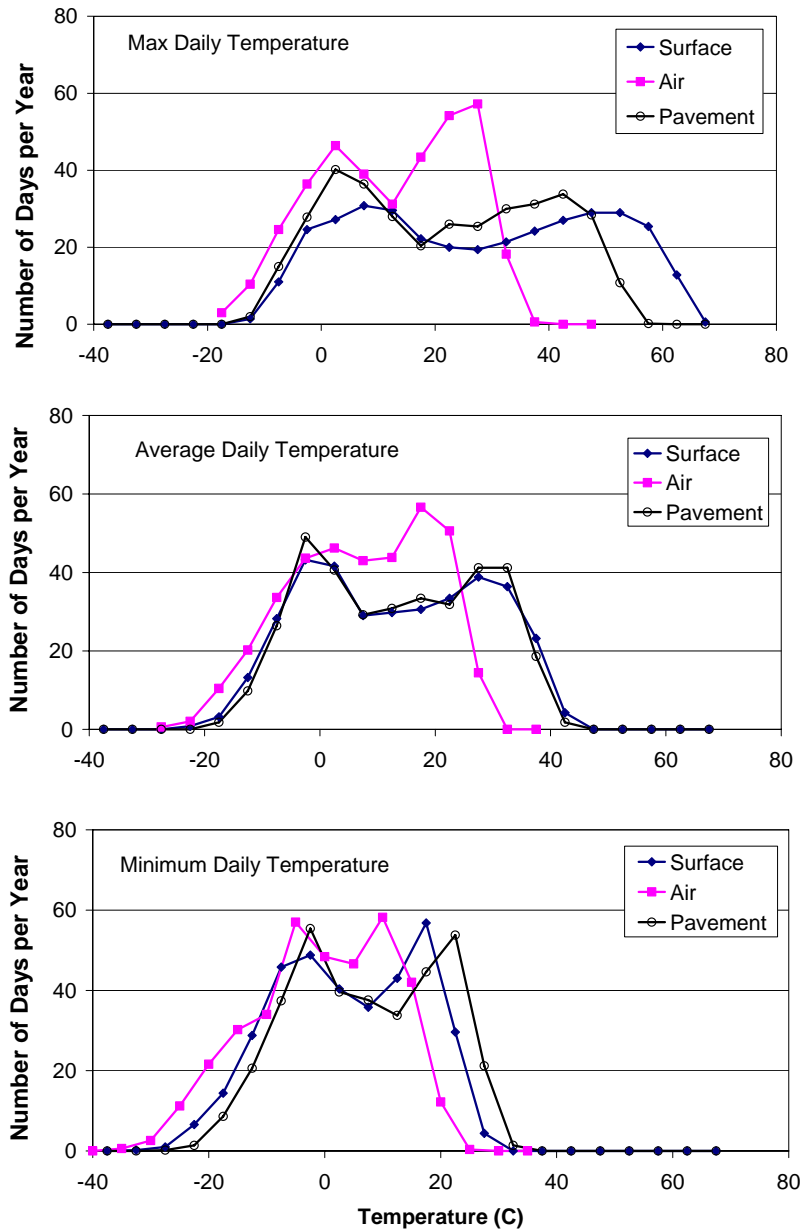 Max Daily Temperature
Surface
Air
Pavement
Number of Days per Year
80
60
40
20
0
-40
-20
0
20
40
60
80
Average Daily Temperature
Surface
Air
Pavement
Number of Days per Year
80
60
40
20
0
-40
-20
0
20
40
60
80
Minimum Daily Temperature
Surface
Air
Pavement
Number of Days per Year
80
60
40
20
0
-40
-20
0
20
40
60
80
Temperature (C)